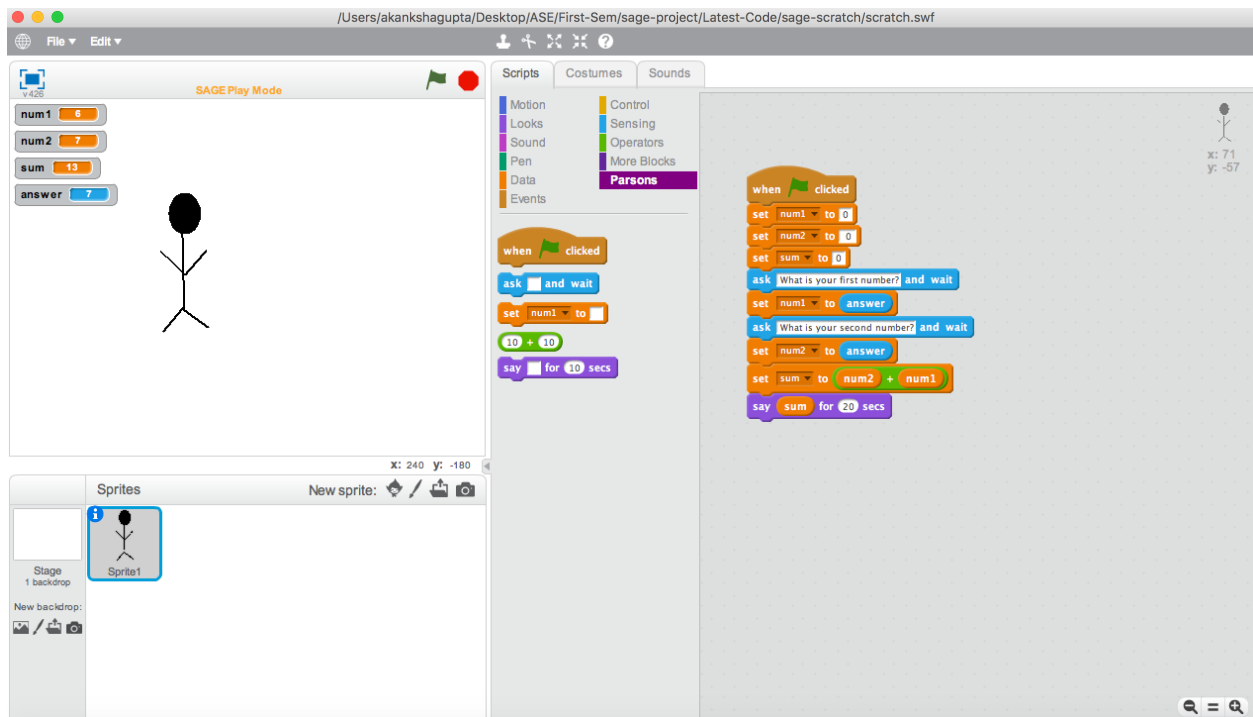 /Users/akankshagupta/Desktop/ASE/First-Sem/sage-project/Latest-Code/sage-scratch/scratch.swf
File ▾ Edit ▾
v426
SAGE Play Mode
num1 6
num2 7
sum 13
answer 7
X: 240 y: -180
Sprites
New sprite:
Stage
1 backdrop
New backdrop:
Sprite1
Scripts Costumes Sounds
Motion Control
Looks Sensing
Sound Operators
Pen More Blocks
Data Parsons
Events
when clicked
ask and wait
set num1 to
10 + 10
say for 10 secs
when clicked
set num1 to 0
set num2 to 0
set sum to 0
ask What is your first number? and wait
set num1 to answer
ask What is your second number? and wait
set num2 to answer
set sum to num2 + num1
say sum for 20 secs
x: 71
y: -57